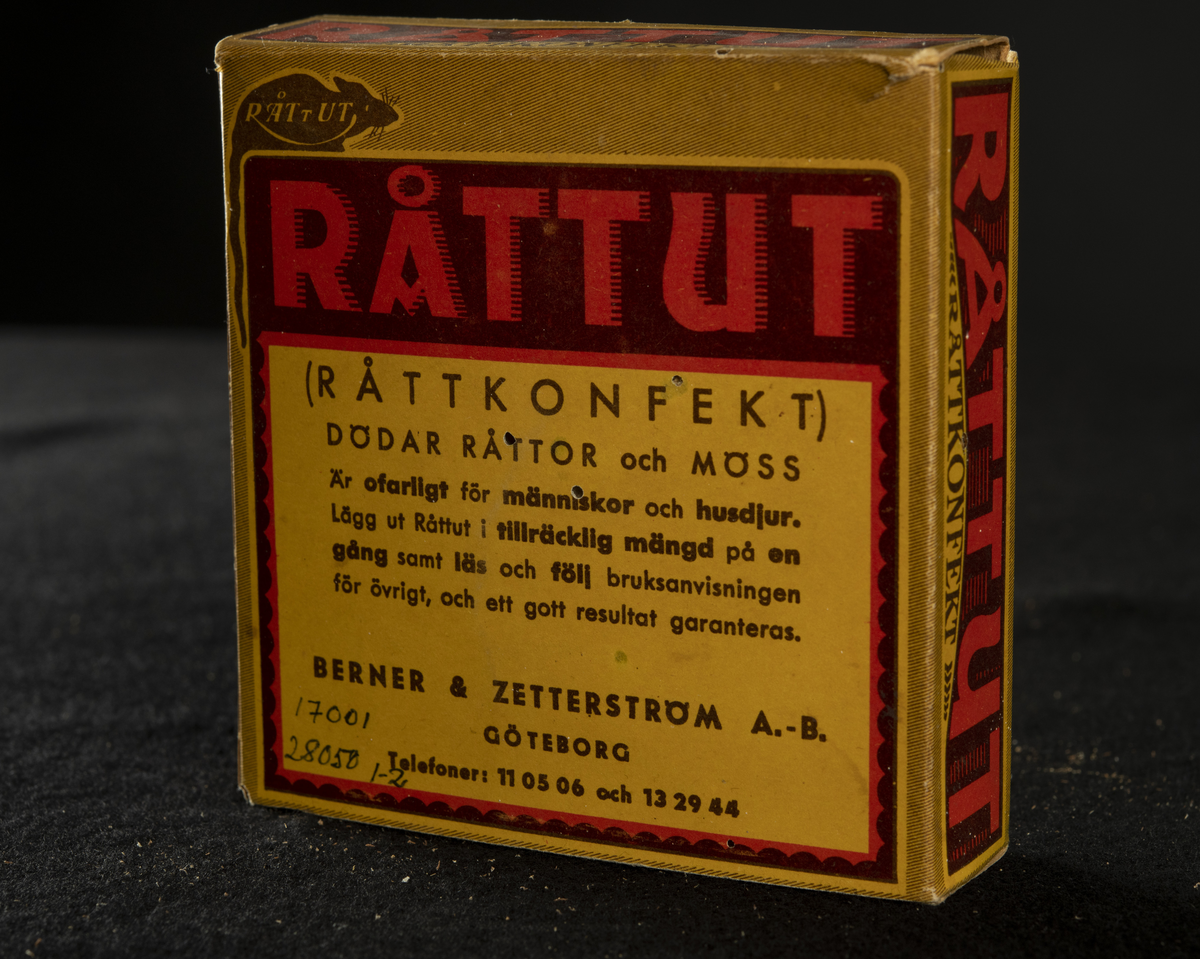 RÅTTUT
RÅTTUT
(RÅTTKONFEKT)
DÖDAR RÅTTOR och MÖSS
Är ofarligt för människor och husdjur.
Lägg ut Råttut i tillräcklig mängd på en
gång samt läs och följ bruksanvisningen
för övrigt, och ett gott resultat garanteras.
BERNER & ZETTERSTRÖM A.-B.
GÖTEBORG
Telefoner: 11 05 06 och 13 29 44
17001
28050 1-2
RÅTTUT
«««RÅTTKONFEKT»»»
RÅTTUT